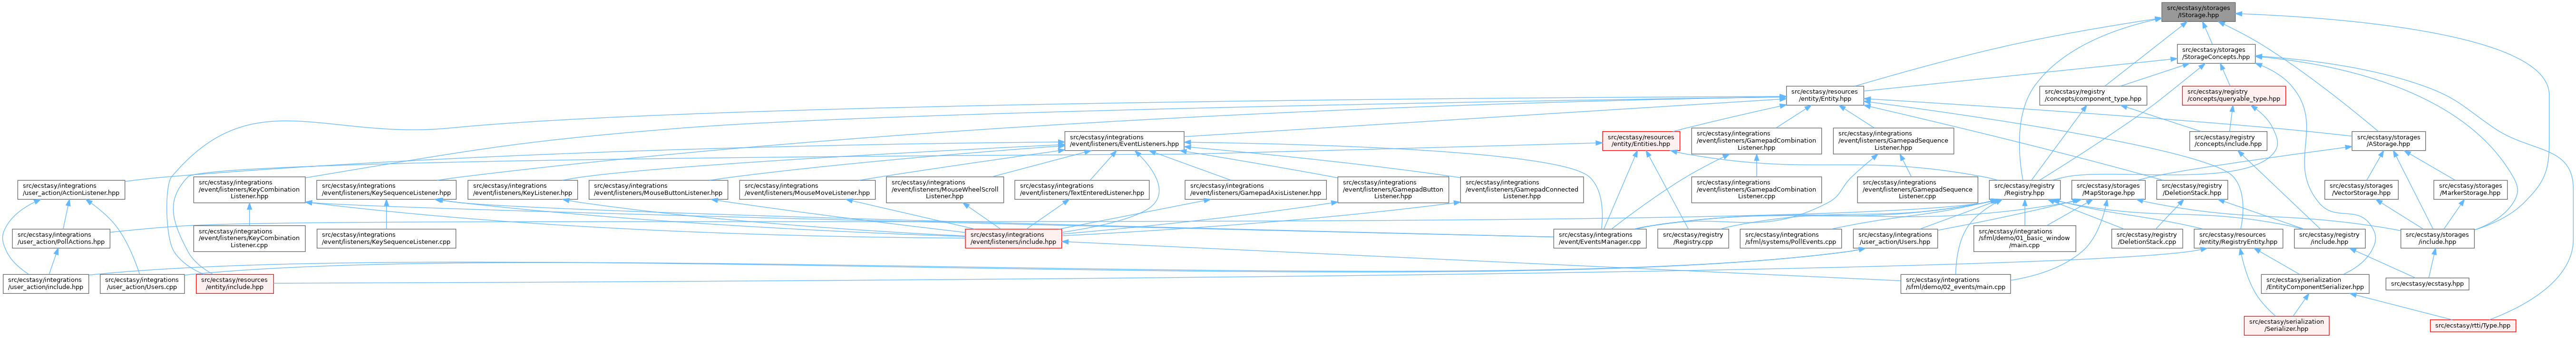 src/ecstasy/storages
/IStorage.hpp
src/ecstasy/storages
/StorageConcepts.hpp
src/ecstasy/resources
entity/Entity.hpp
src/ecstasy/registry
/concepts/component_type.hpp
src/ecstasy/registry
/concepts/queryable_type.hpp
src/ecstasy/integrations
/event/listeners/EventListeners.hpp
src/ecstasy/resources
/entity/Entities.hpp
src/ecstasy/integrations
/event/listeners/GamepadCombination
Listener.hpp
src/ecstasy/integrations
/event/listeners/GamepadSequence
Listener.hpp
src/ecstasy/registry
/concepts/include.hpp
src/ecstasy/storages
/AStorage.hpp
src/ecstasy/integrations
/user_action/ActionListener.hpp
src/ecstasy/integrations
/event/listeners/KeyCombination
Listener.hpp
src/ecstasy/integrations
/event/listeners/KeySequenceListener.hpp
src/ecstasy/integrations
/event/listeners/KeyListener.hpp
src/ecstasy/integrations
/event/listeners/MouseButtonListener.hpp
src/ecstasy/integrations
/event/listeners/MouseMoveListener.hpp
src/ecstasy/integrations
/event/listeners/MouseWheelScroll
Listener.hpp
src/ecstasy/integrations
/event/listeners/TextEnteredListener.hpp
src/ecstasy/integrations
/event/listeners/GamepadAxisListener.hpp
src/ecstasy/integrations
/event/listeners/GamepadButton
Listener.hpp
src/ecstasy/integrations
/event/listeners/GamepadConnected
Listener.hpp
src/ecstasy/integrations
/event/listeners/GamepadCombination
Listener.cpp
src/ecstasy/integrations
/event/listeners/GamepadSequence
Listener.cpp
src/ecstasy/registry
/Registry.hpp
src/ecstasy/storages
/MapStorage.hpp
src/ecstasy/registry
/DeletionStack.hpp
src/ecstasy/storages
/VectorStorage.hpp
src/ecstasy/storages
/MarkerStorage.hpp
src/ecstasy/integrations
/user_action/PollActions.hpp
src/ecstasy/integrations
/event/listeners/KeyCombination
Listener.cpp
src/ecstasy/integrations
/event/listeners/KeySequenceListener.cpp
src/ecstasy/integrations
/event/listeners/include.hpp
src/ecstasy/integrations
/event/EventsManager.cpp
src/ecstasy/registry
/Registry.cpp
src/ecstasy/integrations
/sfml/systems/PollEvents.cpp
src/ecstasy/integrations
/user_action/Users.hpp
src/ecstasy/integrations
/sfml/demo/01_basic_window
/main.cpp
src/ecstasy/registry
/DeletionStack.cpp
src/ecstasy/resources
/entity/RegistryEntity.hpp
src/ecstasy/registry
/include.hpp
src/ecstasy/storages
/include.hpp
src/ecstasy/integrations
/user_action/include.hpp
src/ecstasy/integrations
/user_action/Users.cpp
src/ecstasy/resources
/entity/include.hpp
src/ecstasy/integrations
/sfml/demo/02_events/main.cpp
src/ecstasy/serialization
/EntityComponentSerializer.hpp
src/ecstasy/ecstasy.hpp
src/ecstasy/serialization
/Serializer.hpp
src/ecstasy/rtti/Type.hpp